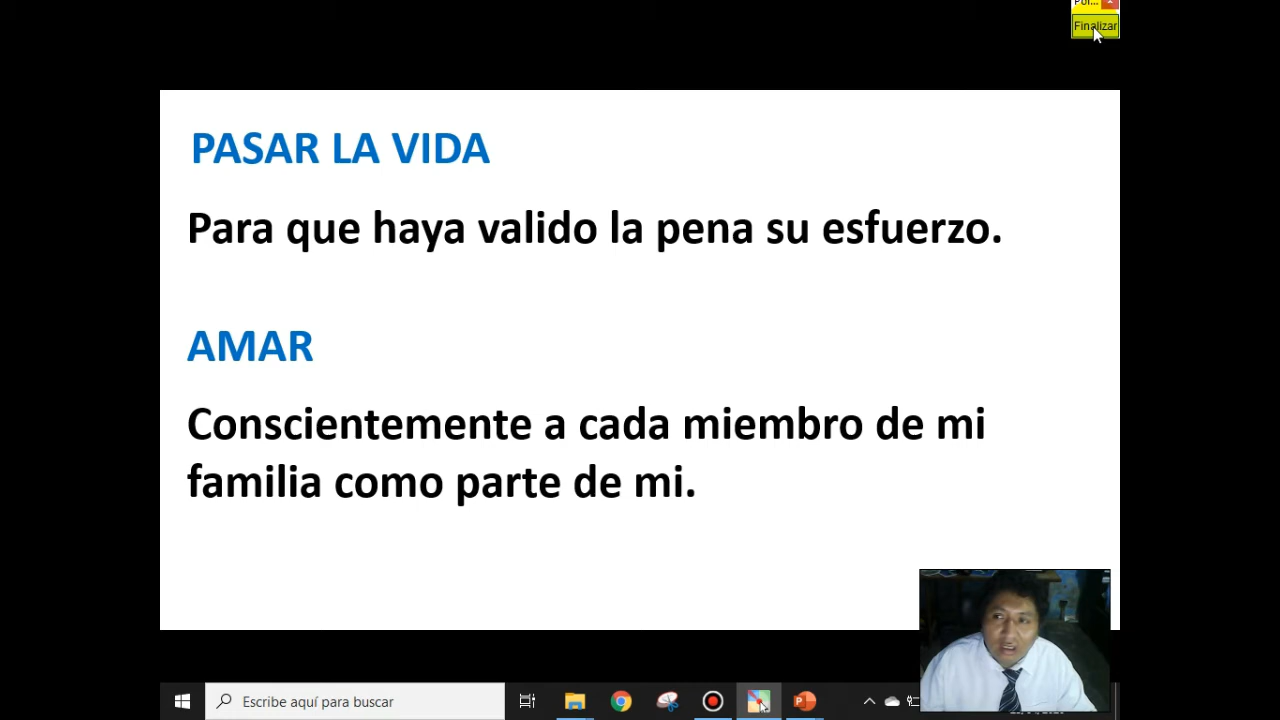 Finalizar
PASAR LA VIDA
Para que haya valido la pena su esfuerzo.
AMAR
Conscientemente a cada miembro de mi
familia como parte de mi.
Escribe aquí para buscar